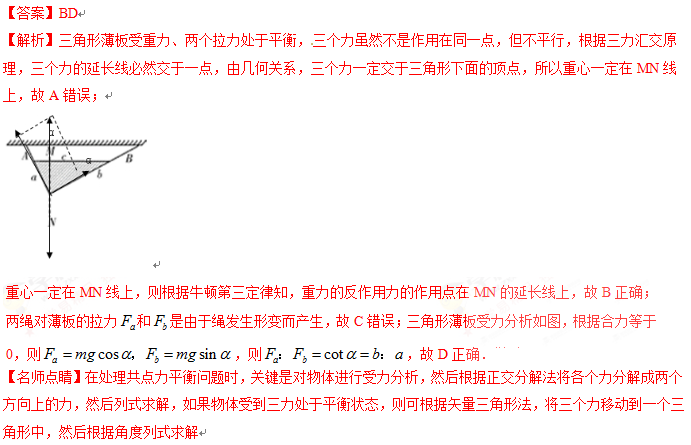 【答案】BD
【解析】三角形薄板受重力、两个拉力处于平衡,三个力虽然不是作用在同一点,但不平行,根据三力汇交原
理,三个力的延长线必然交于一点,由几何关系,三个力一定交于三角形下面的顶点,所以重心一定在 MN 线
上,故 A 错误;
α
A M c α B
a b
N
重心一定在 MN 线上,则根据牛顿第三定律知,重力的反作用力的作用点在 MN 的延长线上,故 B 正确;
两绳对薄板的拉力 Fa和 Fb是由于绳发生形变而产生,故 C 错误;三角形薄板受力分析如图,根据合力等于
0,则 Fa = mg cos α, Fb = mg sin α ,则 Fa: Fb = cot α = b: a ,故 D 正确.
【名师点睛】在处理共点力平衡问题时,关键是对物体进行受力分析,然后根据正交分解法将各个力分解成两个
方向上的力,然后列式求解,如果物体受到三力处于平衡状态,则可根据矢量三角形法,将三个力移动到一个三
角形中,然后根据角度列式求解